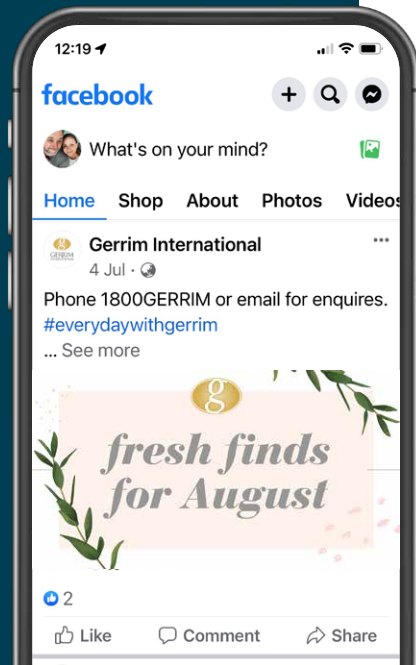 12:19
facebook
What's on your mind?
Home Shop About Photos Videos
g
GERRIM
Gerrim International
4 Jul ·
Phone 1800GERRIM or email for enquires.
#everydaywithgerrim
... See more
g
fresh finds
for August
2
Like Comment Share